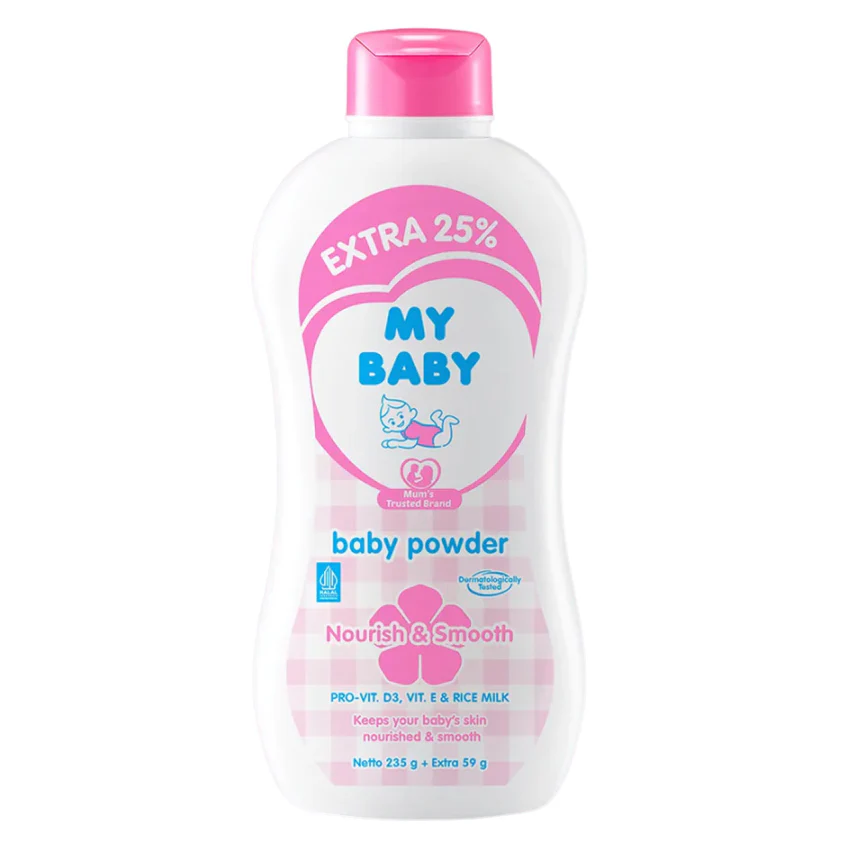 EXTRA 25%
MY
BABY
Mum's
Trusted Brand
baby powder
HALAL
Dermatologically
Tested
Nourish & Smooth
PRO-VIT. D3, VIT. E & RICE MILK
Keeps your baby's skin
nourished & smooth
Netto 235 g + Extra 59 g